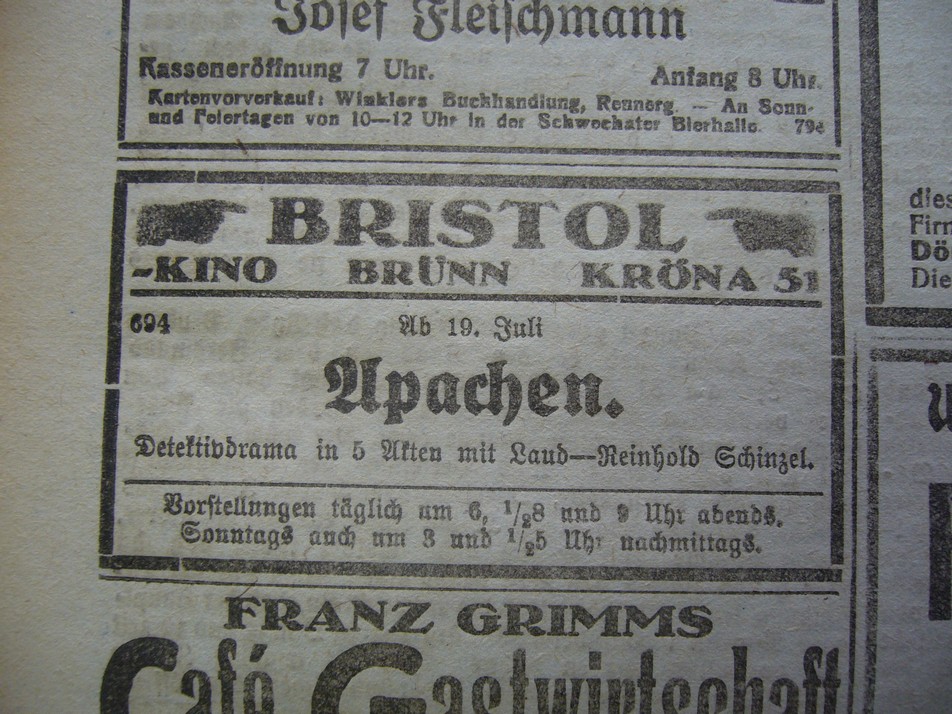 Josef Fleischmann
Kasseneröffnung 7 Uhr. Anfang 8 Uhr.
Kartenvorverkauf: Winklers Buchhandlung, Rennerg. — An Sonn-
und Feiertagen von 10—12 Uhr in der Schwechater Bierhalle. 794
BRISTOL
-KINO BRÜNN KRÖNA 51
694 Ab 19. Juli
Apachen.
Detektivdrama in 5 Akten mit Laud—Reinhold Schinzel.
Vorstellungen täglich um 6, 1/28 und 9 Uhr abends.
Sonntags auch um 3 und 1/25 Uhr nachmittags.
FRANZ GRIMMS
Café Gastwirtschaft
dies
Firm
Dö
Die